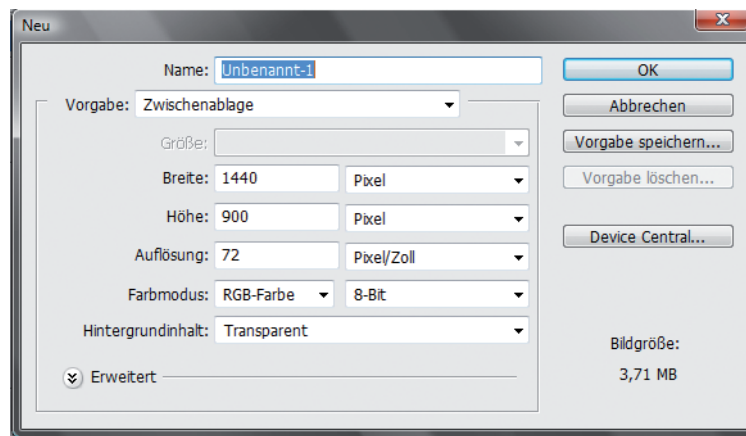 Neu
Name: Unbenannt-1
OK
Vorgabe: Zwischenablage
Abbrechen
Größe:
Vorgabe speichern...
Breite: 1440 Pixel
Vorgabe löschen...
Höhe: 900 Pixel
Device Central...
Auflösung: 72 Pixel/Zoll
Farbmodus: RGB-Farbe 8-Bit
Hintergrundinhalt: Transparent
Bildgröße:
3,71 MB
Erweitert